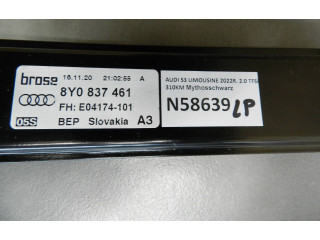 brose 16.11.20 21:02:55 A
8Y0 837 461
FH: E04174-101
05S BEP Slovakia A3
AUDI S3 LIMOUSINE 2022R. 2.0 TFSI
310KM Mythosschwarz
N58639 LP